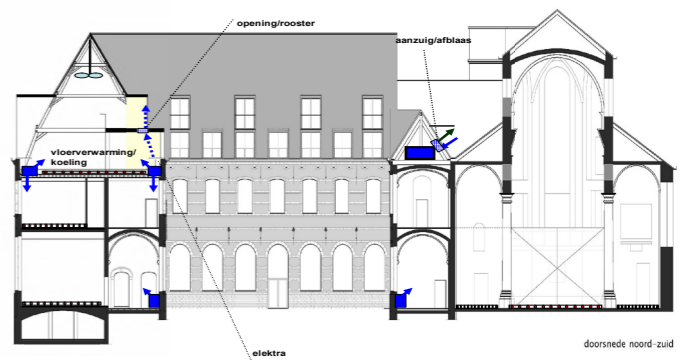 opening/rooster
aanzuig/afblaas
vloerverwarming/
koeling
elektra
doorsnede noord-zuid